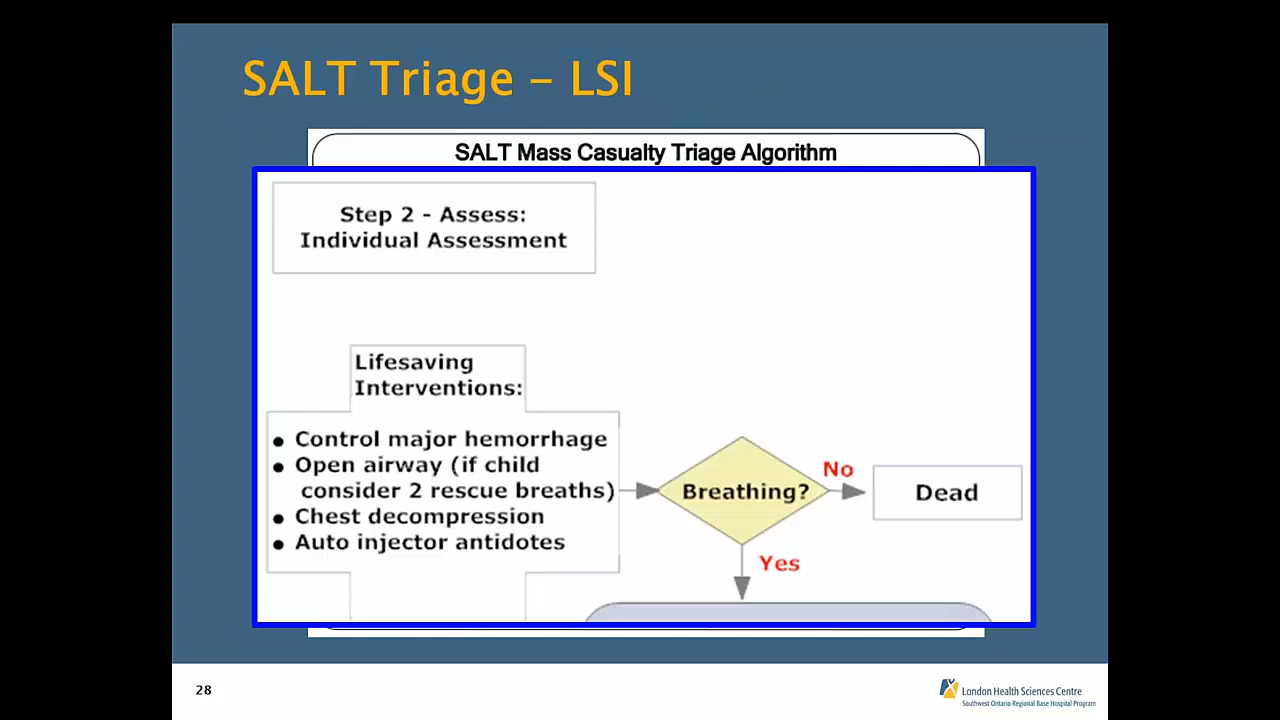 SALT Triage – LSI
SALT Mass Casualty Triage Algorithm
Step 2 - Assess:
Individual Assessment
Lifesaving
Interventions:
● Control major hemorrhage
● Open airway (if child
consider 2 rescue breaths)
● Chest decompression
● Auto injector antidotes
Breathing?
No
Dead
Yes
28
London Health Sciences Centre
Southwest Ontario Regional Base Hospital Program